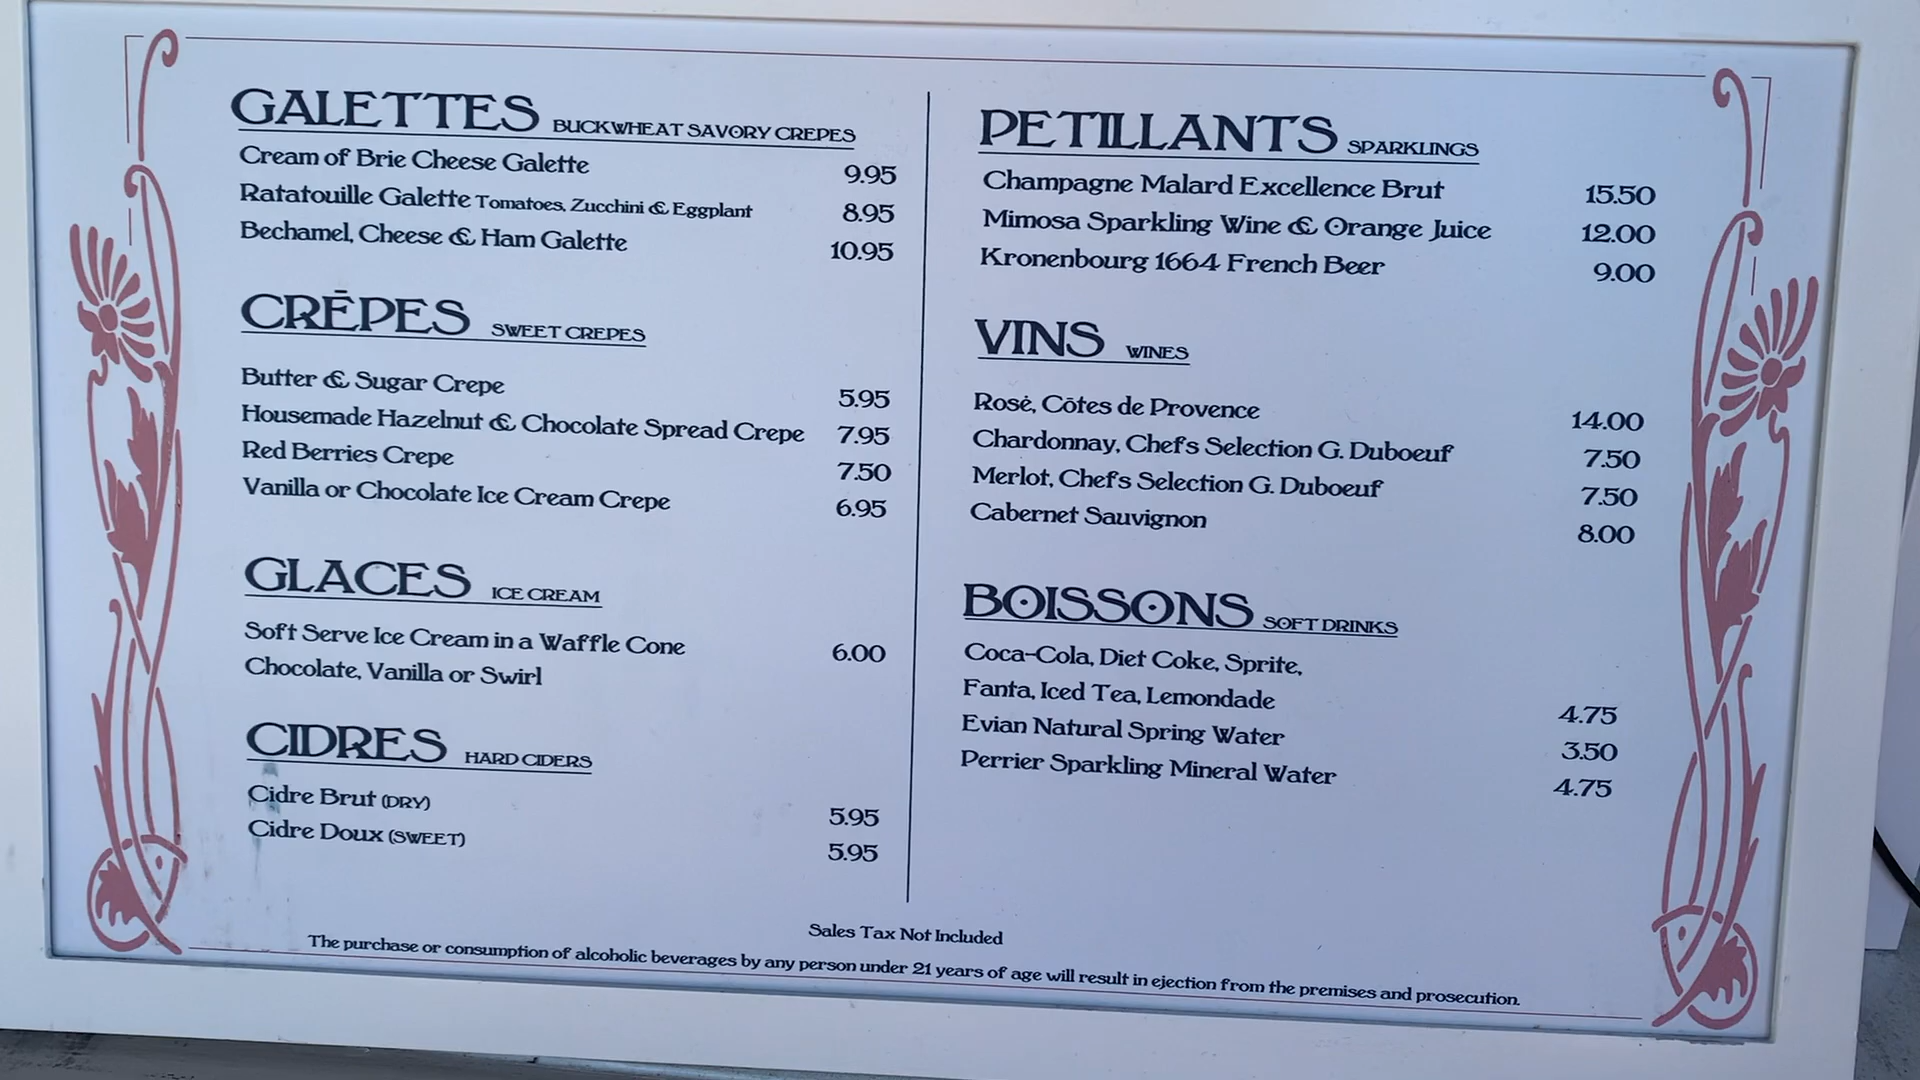 GALETTES BUCKWHEAT SAVORY CREPES
Cream of Brie Cheese Galette 9.95
Ratatouille Galette Tomatoes, Zucchini & Eggplant 8.95
Bechamel, Cheese & Ham Galette 10.95
CRÊPES SWEET CREPES
Butter & Sugar Crepe 5.95
Housemade Hazelnut & Chocolate Spread Crepe 7.95
Red Berries Crepe 7.50
Vanilla or Chocolate Ice Cream Crepe 6.95
GLACES ICE CREAM
Soft Serve Ice Cream in a Waffle Cone 6.00
Chocolate, Vanilla or Swirl
CIDRES HARD CIDERS
Cidre Brut (DRY) 5.95
Cidre Doux (SWEET) 5.95
PETILLANTS SPARKLINGS
Champagne Malard Excellence Brut 15.50
Mimosa Sparkling Wine & Orange Juice 12.00
Kronenbourg 1664 French Beer 9.00
VINS WINES
Rosé, Côtes de Provence 14.00
Chardonnay, Chef's Selection G. Duboeuf 7.50
Merlot, Chef's Selection G. Duboeuf 7.50
Cabernet Sauvignon 8.00
BOISSONS SOFT DRINKS
Coca-Cola, Diet Coke, Sprite,
Fanta, Iced Tea, Lemondade 4.75
Evian Natural Spring Water 3.50
Perrier Sparkling Mineral Water 4.75
Sales Tax Not Included
The purchase or consumption of alcoholic beverages by any person under 21 years of age will result in ejection from the premises and prosecution.